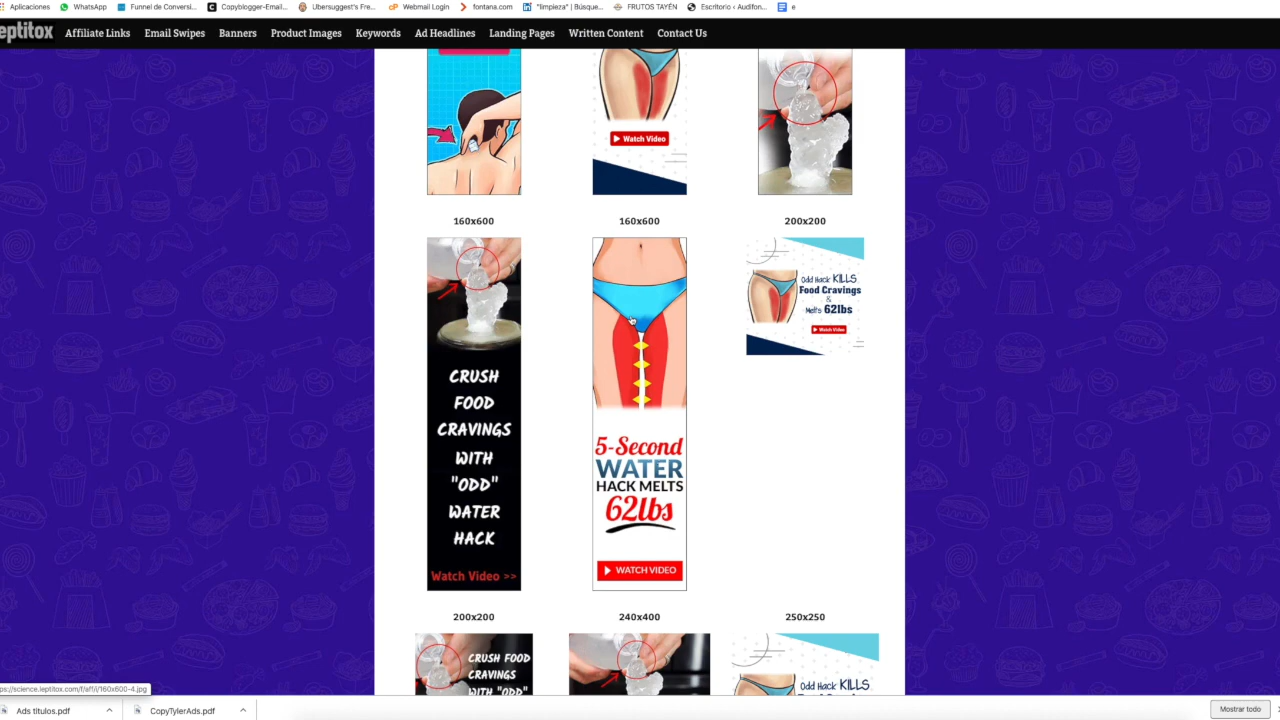 Aplicaciones WhatsApp Funnel de Conversi... Copyblogger-Email... Ubersuggest's Fre... Webmail Login fontana.com "limpieza" | Búsque... FRUTOS TAYÉN Escritorio ‹ Audifon... e
leptitox Affiliate Links Email Swipes Banners Product Images Keywords Ad Headlines Landing Pages Written Content Contact Us
Watch Video
160x600 160x600 200x200
CRUSH
FOOD
CRAVINGS
WITH
"ODD"
WATER
HACK
Watch Video >>
5-Second
WATER
HACK MELTS
62lbs
WATCH VIDEO
Odd Hack KILLS
Food Cravings
&
Melts 62lbs
Watch Video
200x200 240x400 250x250
CRUSH FOOD
CRAVINGS
WITH "ODD"
Odd Hack KILLS
ps://science.leptitox.com/f/aff/i/160x600-4.jpg
Ads titulos.pdf CopyTylerAds.pdf Mostrar todo